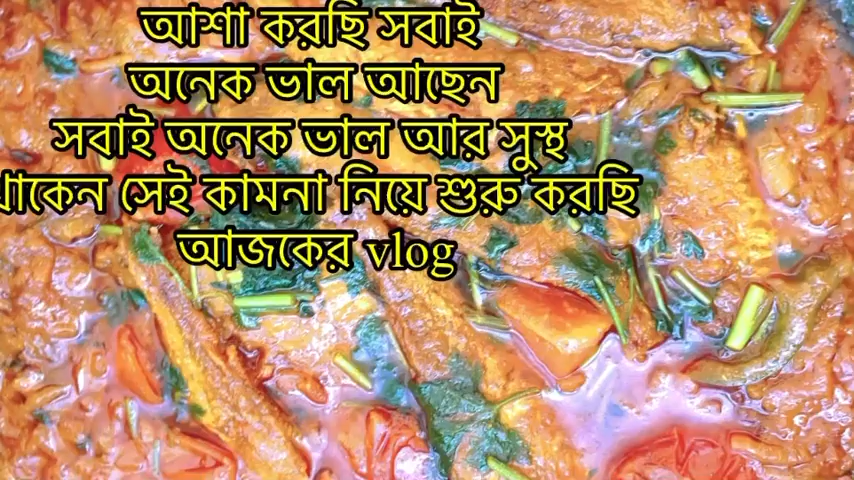 আশা করছি সবাই
অনেক ভাল আছেন
সবাই অনেক ভাল আর সুস্থ
থাকেন সেই কামনা নিয়ে শুরু করছি
আজকের vlog